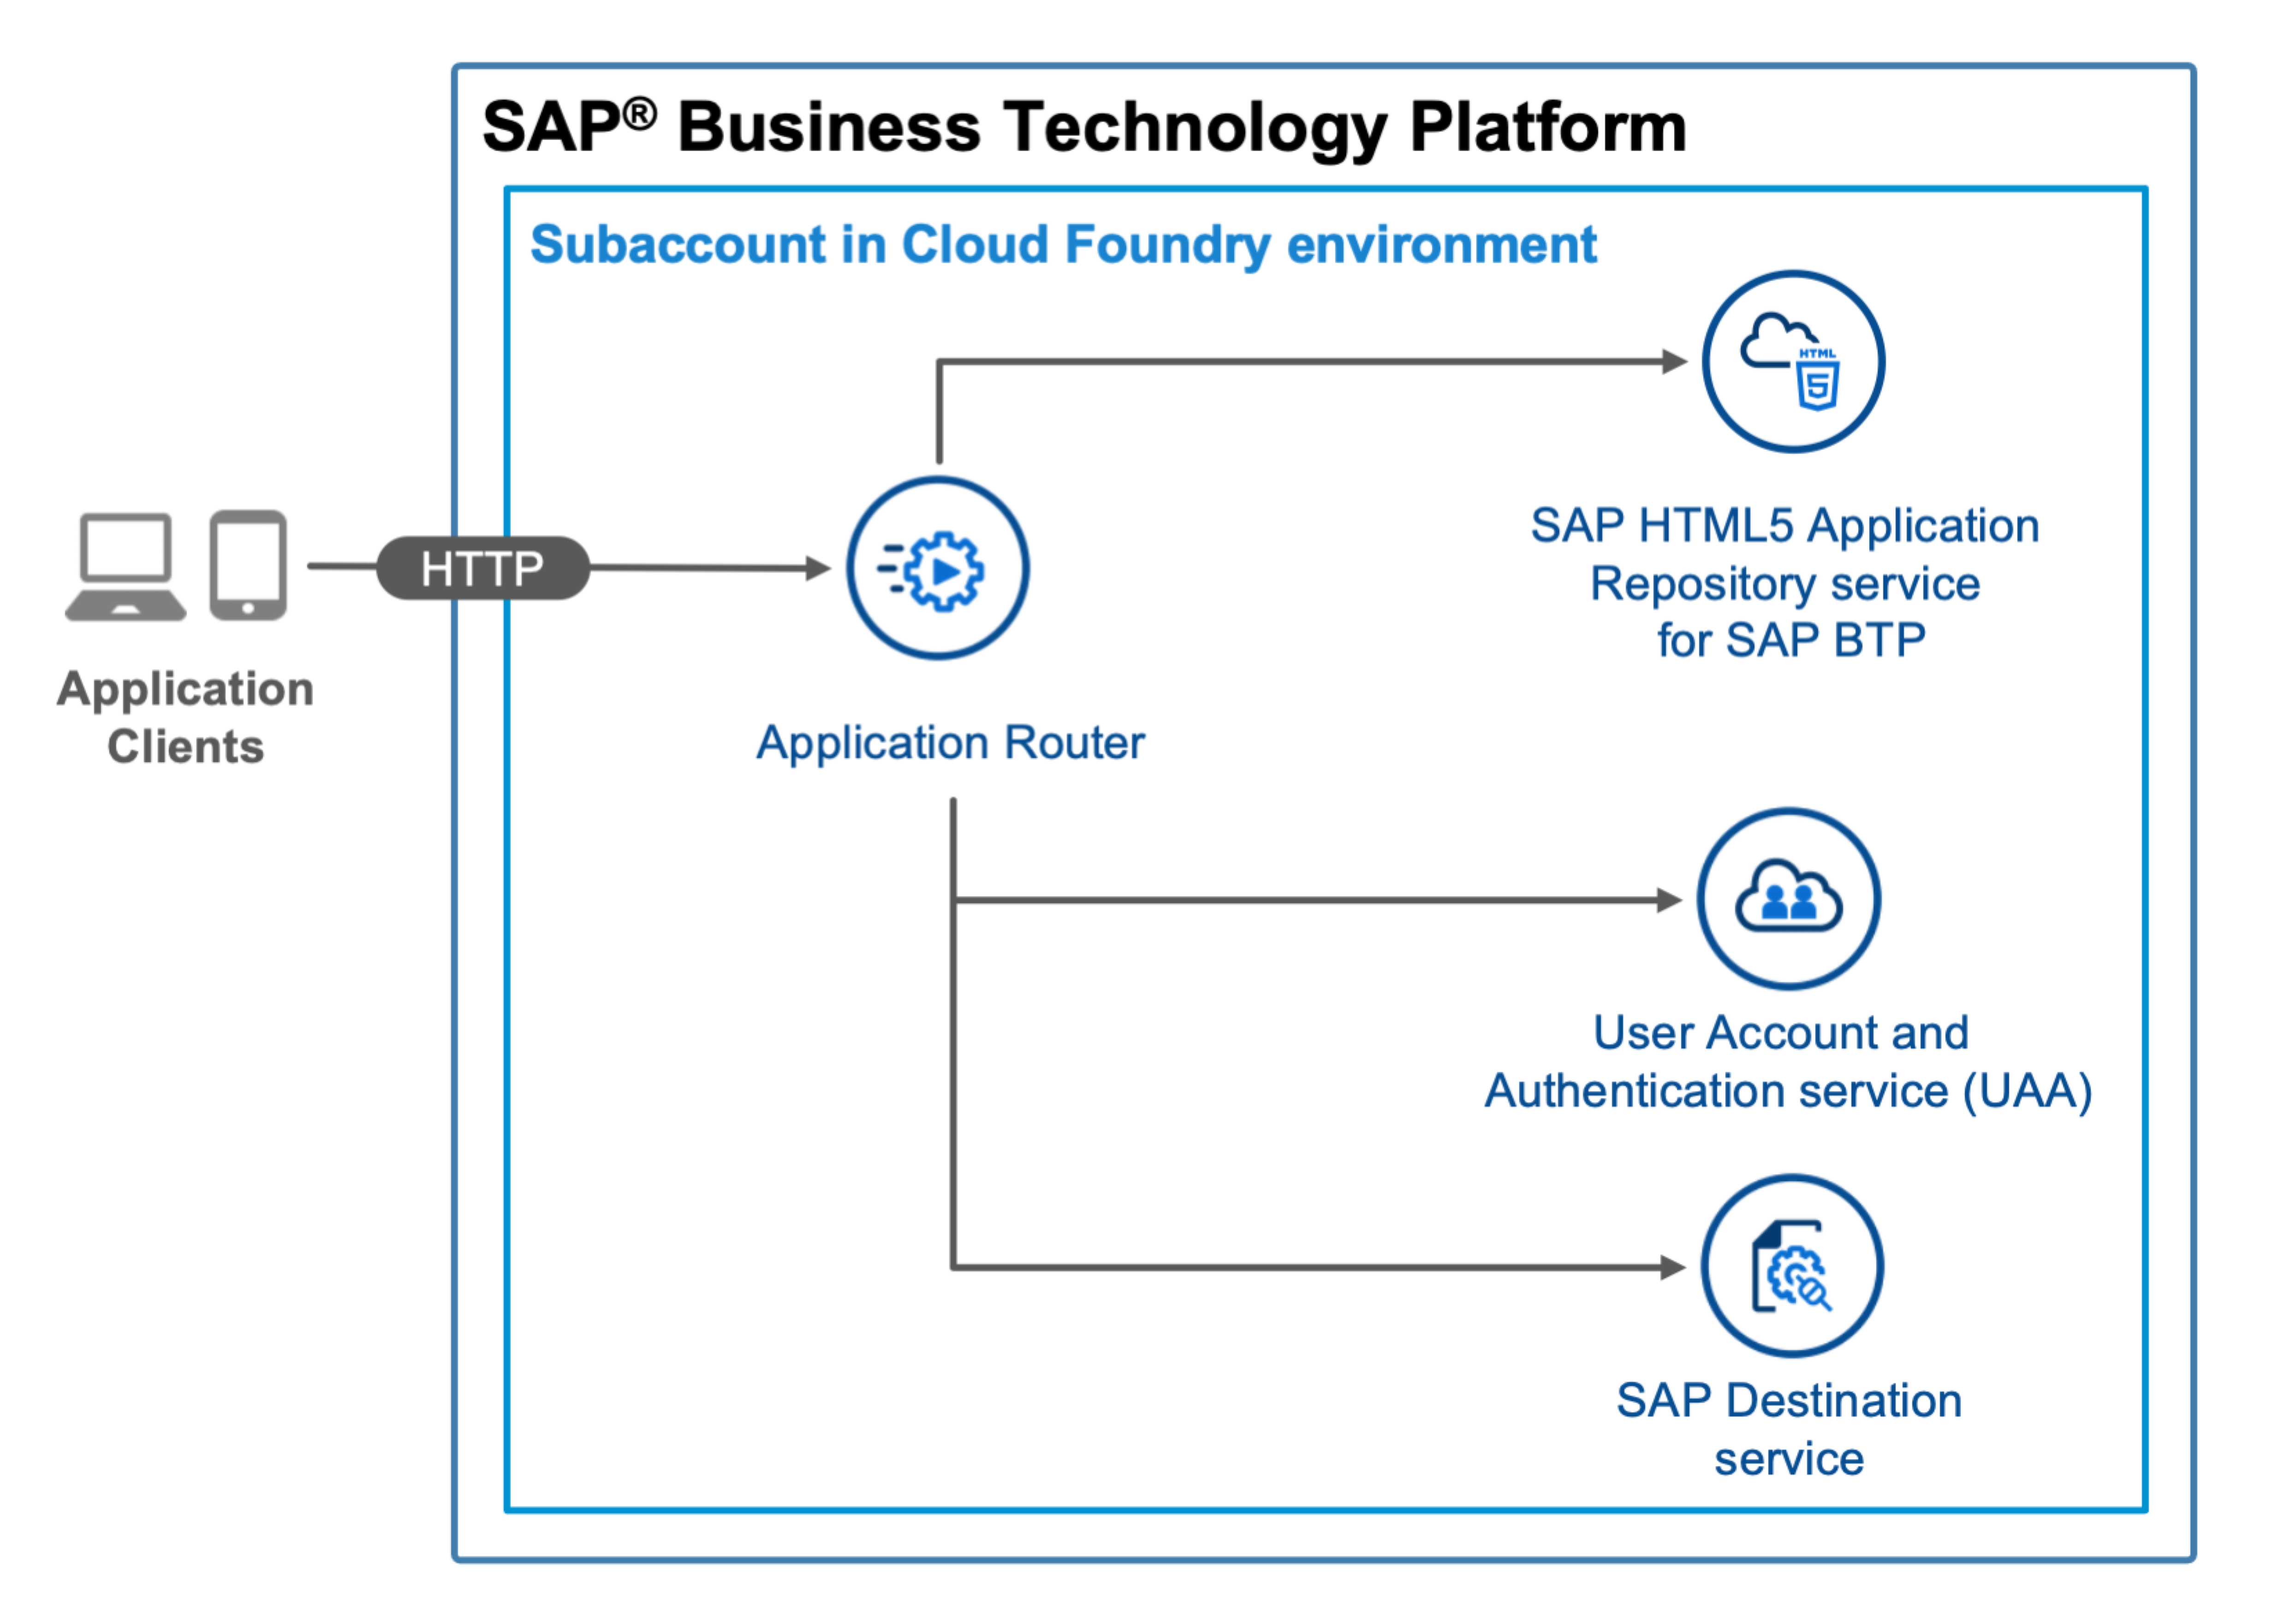 SAP® Business Technology Platform
Subaccount in Cloud Foundry environment
HTML
5
SAP HTML5 Application
Repository service
for SAP BTP
HTTP
Application
Clients
Application Router
User Account and
Authentication service (UAA)
SAP Destination
service